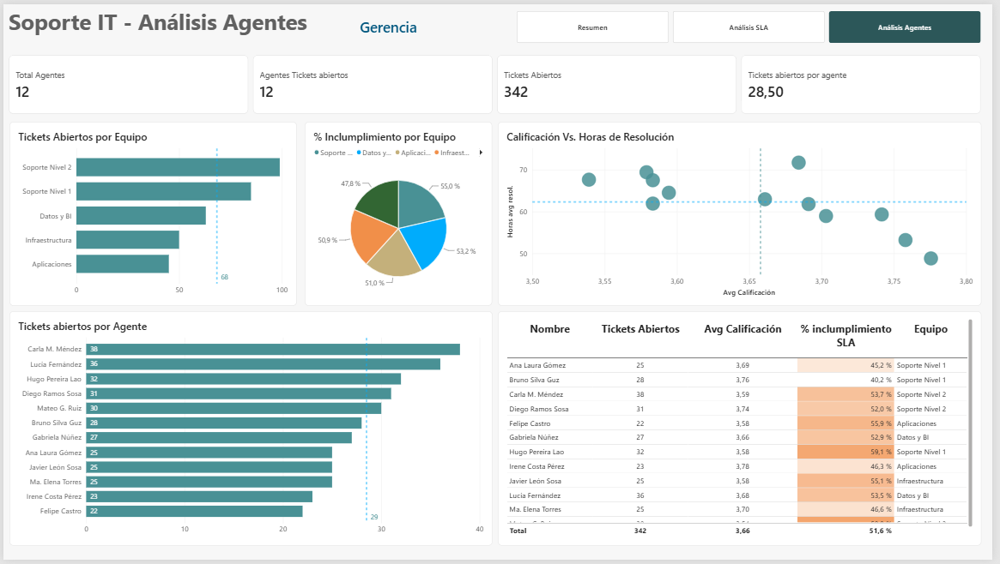 Soporte IT - Análisis Agentes
Gerencia
Resumen
Análisis SLA
Análisis Agentes
Total Agentes
12
Agentes Tickets abiertos
12
Tickets Abiertos
342
Tickets abiertos por agente
28,50
Tickets Abiertos por Equipo
Soporte Nivel 2
Soporte Nivel 1
Datos y BI
Infraestructura
Aplicaciones
68
0 50 100
% Inclumplimiento por Equipo
Soporte ... Datos y... Aplicaci... Infraest...
47,8 % 55,0 %
50,9 % 53,2 %
51,0 %
Calificación Vs. Horas de Resolución
Horas avg resol.
70
60
50
3,50 3,55 3,60 3,65 3,70 3,75 3,80
Avg Calificación
Tickets abiertos por Agente
Carla M. Méndez 38
Lucía Fernández 36
Hugo Pereira Lao 32
Diego Ramos Sosa 31
Mateo G. Ruiz 30
Bruno Silva Guz 28
Gabriela Núñez 27
Ana Laura Gómez 25
Javier León Sosa 25
Ma. Elena Torres 25
Irene Costa Pérez 23
Felipe Castro 22
29
0 10 20 30 40
Nombre Tickets Abiertos Avg Calificación % inclumplimiento SLA Equipo
Ana Laura Gómez 25 3,69 45,2 % Soporte Nivel 1
Bruno Silva Guz 28 3,76 40,2 % Soporte Nivel 1
Carla M. Méndez 38 3,59 53,7 % Soporte Nivel 2
Diego Ramos Sosa 31 3,74 52,0 % Soporte Nivel 2
Felipe Castro 22 3,58 55,9 % Aplicaciones
Gabriela Núñez 27 3,66 52,9 % Datos y BI
Hugo Pereira Lao 32 3,58 59,1 % Soporte Nivel 1
Irene Costa Pérez 23 3,78 46,3 % Aplicaciones
Javier León Sosa 25 3,58 55,1 % Infraestructura
Lucía Fernández 36 3,68 53,5 % Datos y BI
Ma. Elena Torres 25 3,70 46,6 % Infraestructura
Total 342 3,66 51,6 %